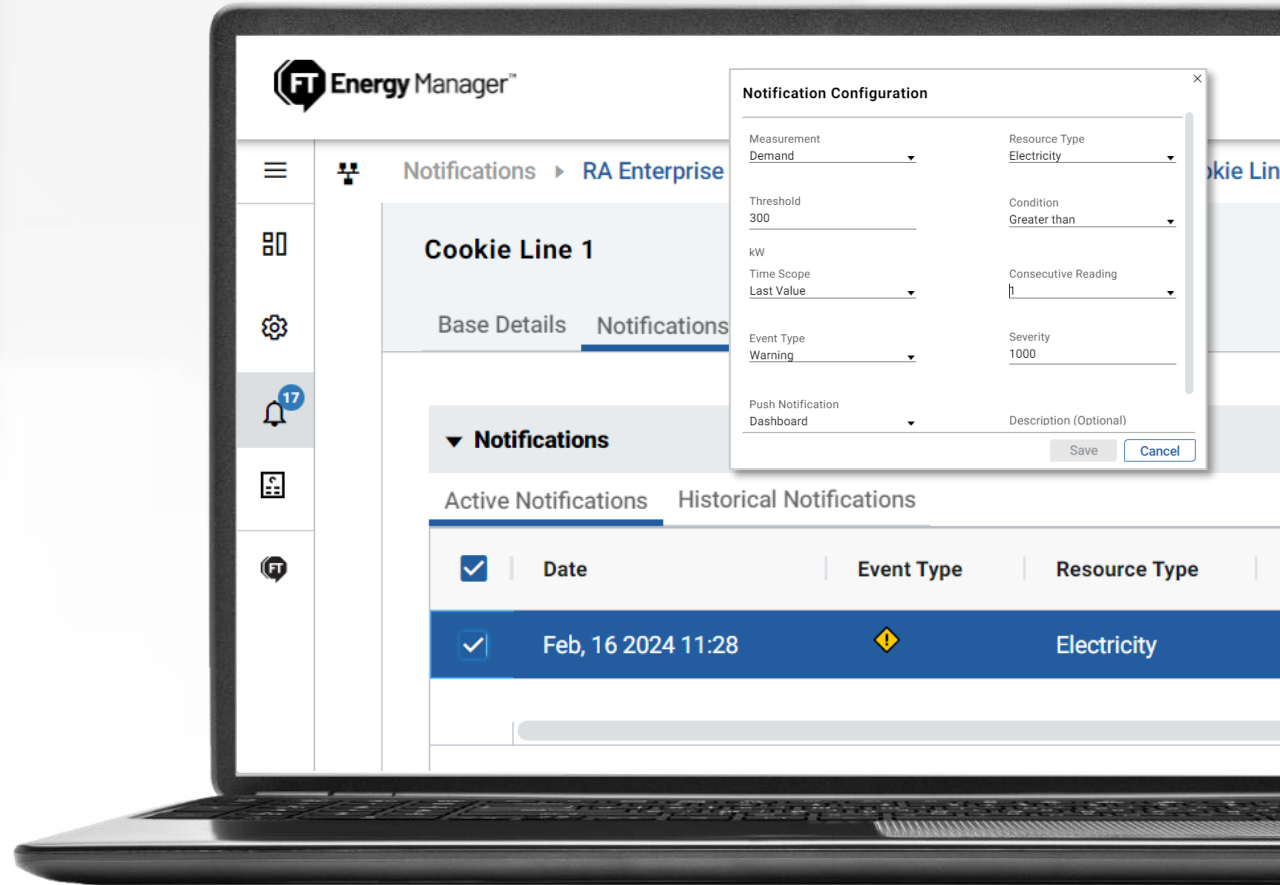 FT Energy Manager™
Notifications ▸ RA Enterprise
kie Lin
Cookie Line 1
Base Details Notifications
17
Notifications
Active Notifications Historical Notifications
Date Event Type Resource Type
Feb, 16 2024 11:28 Electricity
FT
Notification Configuration
Measurement Resource Type
Demand Electricity
Threshold Condition
300 Greater than
kW
Time Scope Consecutive Reading
Last Value 1
Event Type Severity
Warning 1000
Push Notification Description (Optional)
Dashboard
Save Cancel